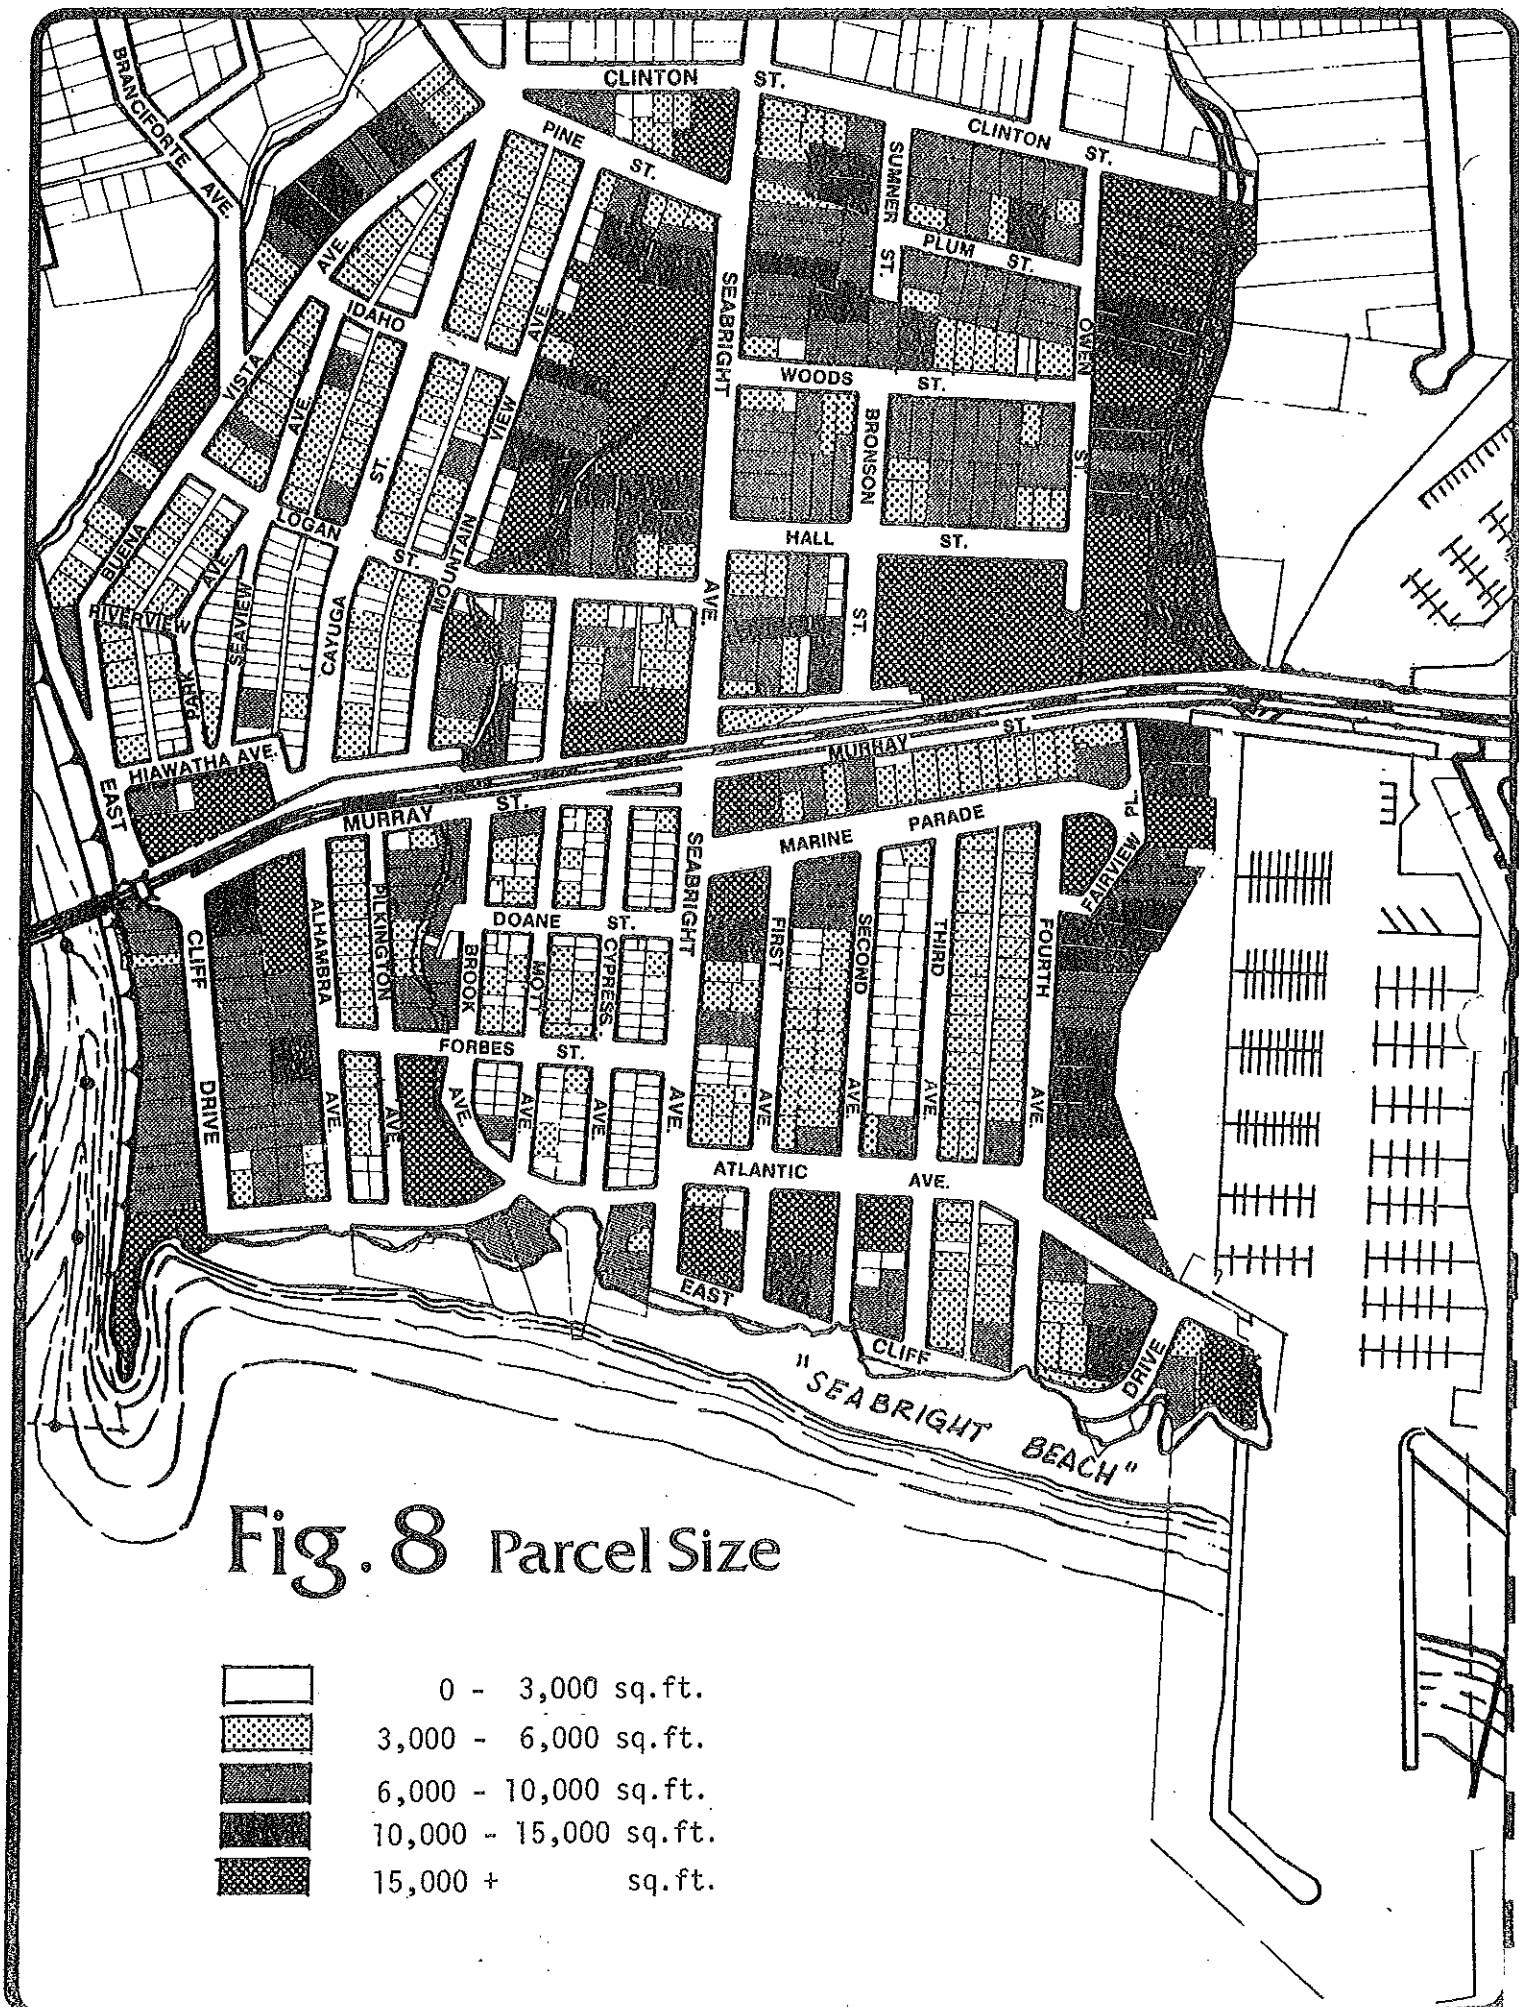 CLINTON ST.
BRANCIFORTE AVE.
PINE ST.
CLINTON ST.
SUMNER ST.
PLUM ST.
AVE.
IDAHO
SEABRIGHT AVE.
OWEN ST.
VISTA
AVE.
AVE.
VIEW
WOODS ST.
BRONSON ST.
ST.
LOGAN ST.
MOUNTAIN
HALL ST.
BUENA
AVE.
RIVERVIEW
SEAVIEW
CAYUGA
PARK
HIAWATHA AVE.
EAST
MURRAY ST.
MURRAY ST.
MARINE PARADE
FAIRVIEW PL.
SEABRIGHT AVE.
DOANE ST.
CLIFF DRIVE
ALHAMBRA AVE.
PILKINGTON AVE.
BROOK AVE.
MOTT AVE.
CYPRESS AVE.
FIRST AVE.
SECOND AVE.
THIRD AVE.
FOURTH AVE.
FORBES ST.
ATLANTIC AVE.
EAST CLIFF DRIVE
"SEABRIGHT BEACH"
Fig. 8 Parcel Size
0 - 3,000 sq.ft.
3,000 - 6,000 sq.ft.
6,000 - 10,000 sq.ft.
10,000 - 15,000 sq.ft.
15,000 + sq.ft.